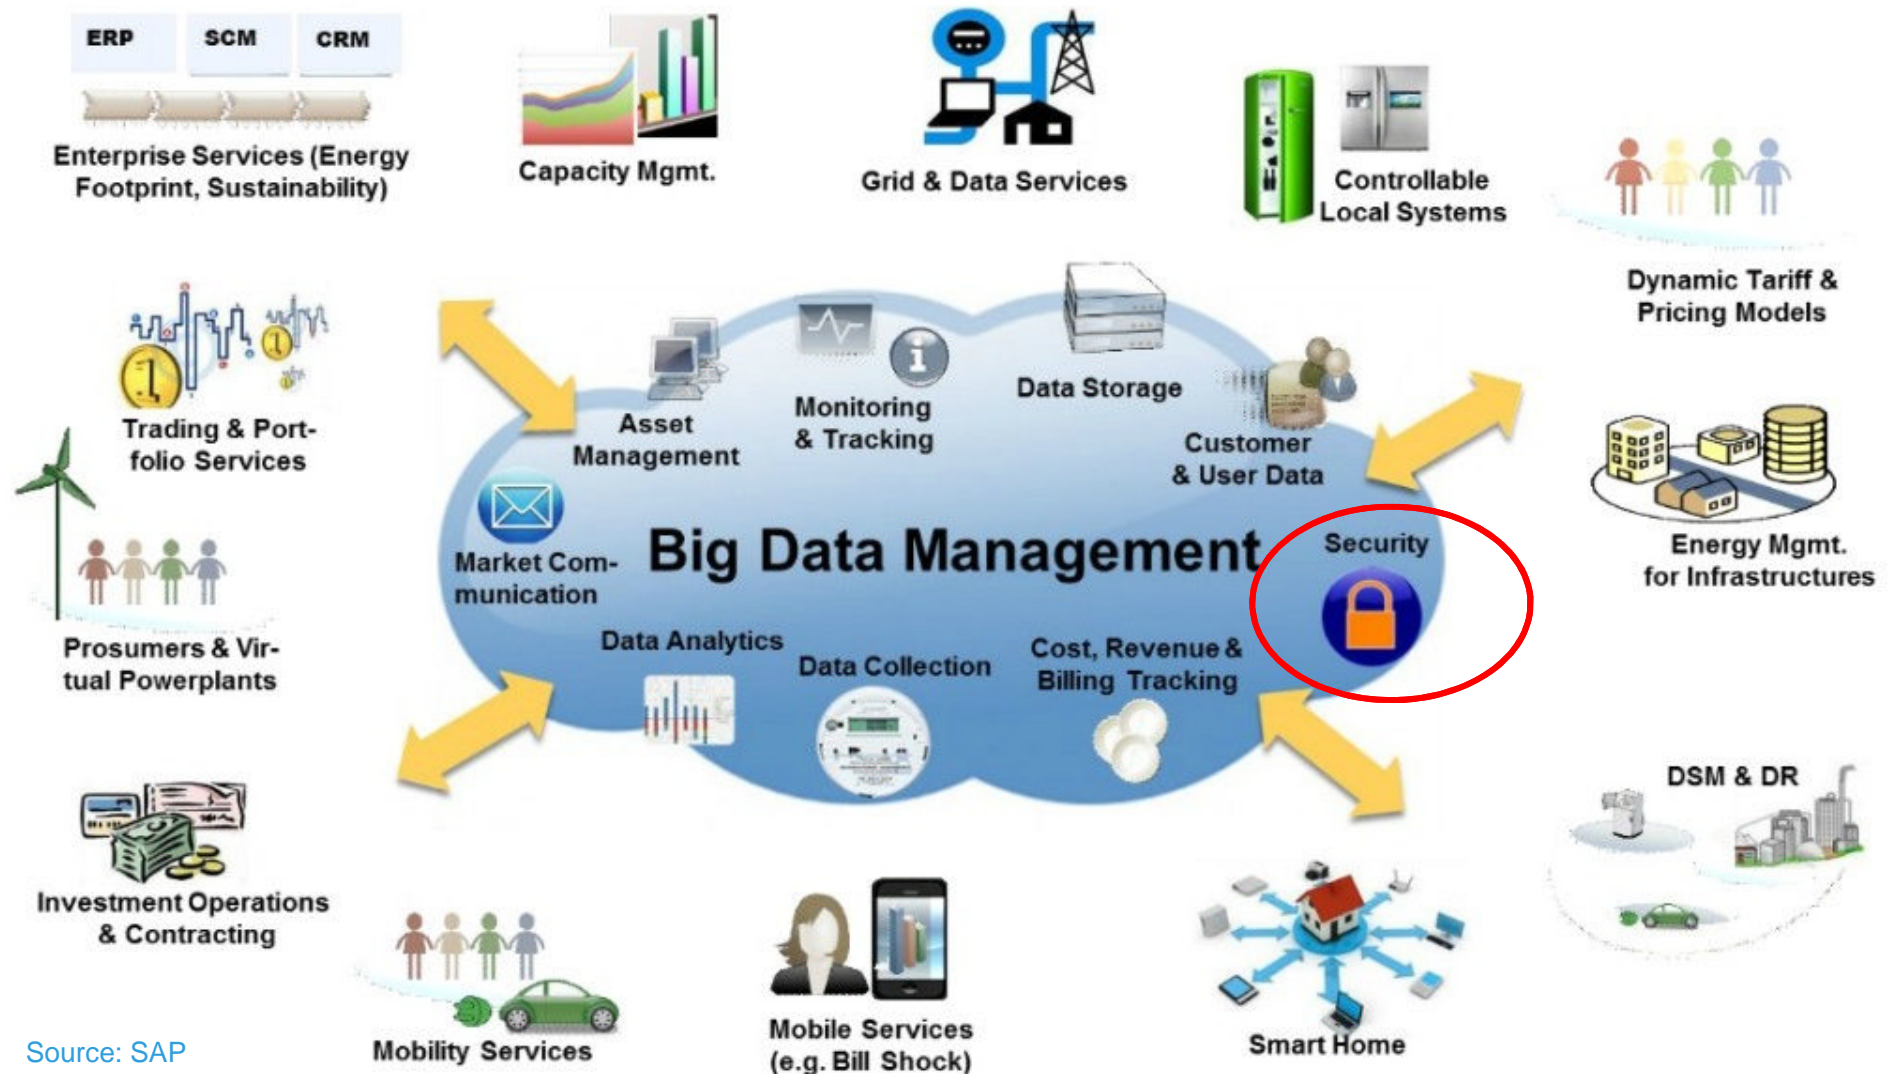 ERP
SCM
CRM
Enterprise Services (Energy
Footprint, Sustainability)
Capacity Mgmt.
Grid & Data Services
Controllable
Local Systems
Dynamic Tariff &
Pricing Models
Trading & Port-
folio Services
Asset
Management
Monitoring
& Tracking
Data Storage
Customer
& User Data
Market Com-
munication
Big Data Management
Security
Energy Mgmt.
for Infrastructures
Prosumers & Vir-
tual Powerplants
Data Analytics
Data Collection
Cost, Revenue &
Billing Tracking
DSM & DR
Investment Operations
& Contracting
Mobility Services
Mobile Services
(e.g. Bill Shock)
Smart Home
Source: SAP